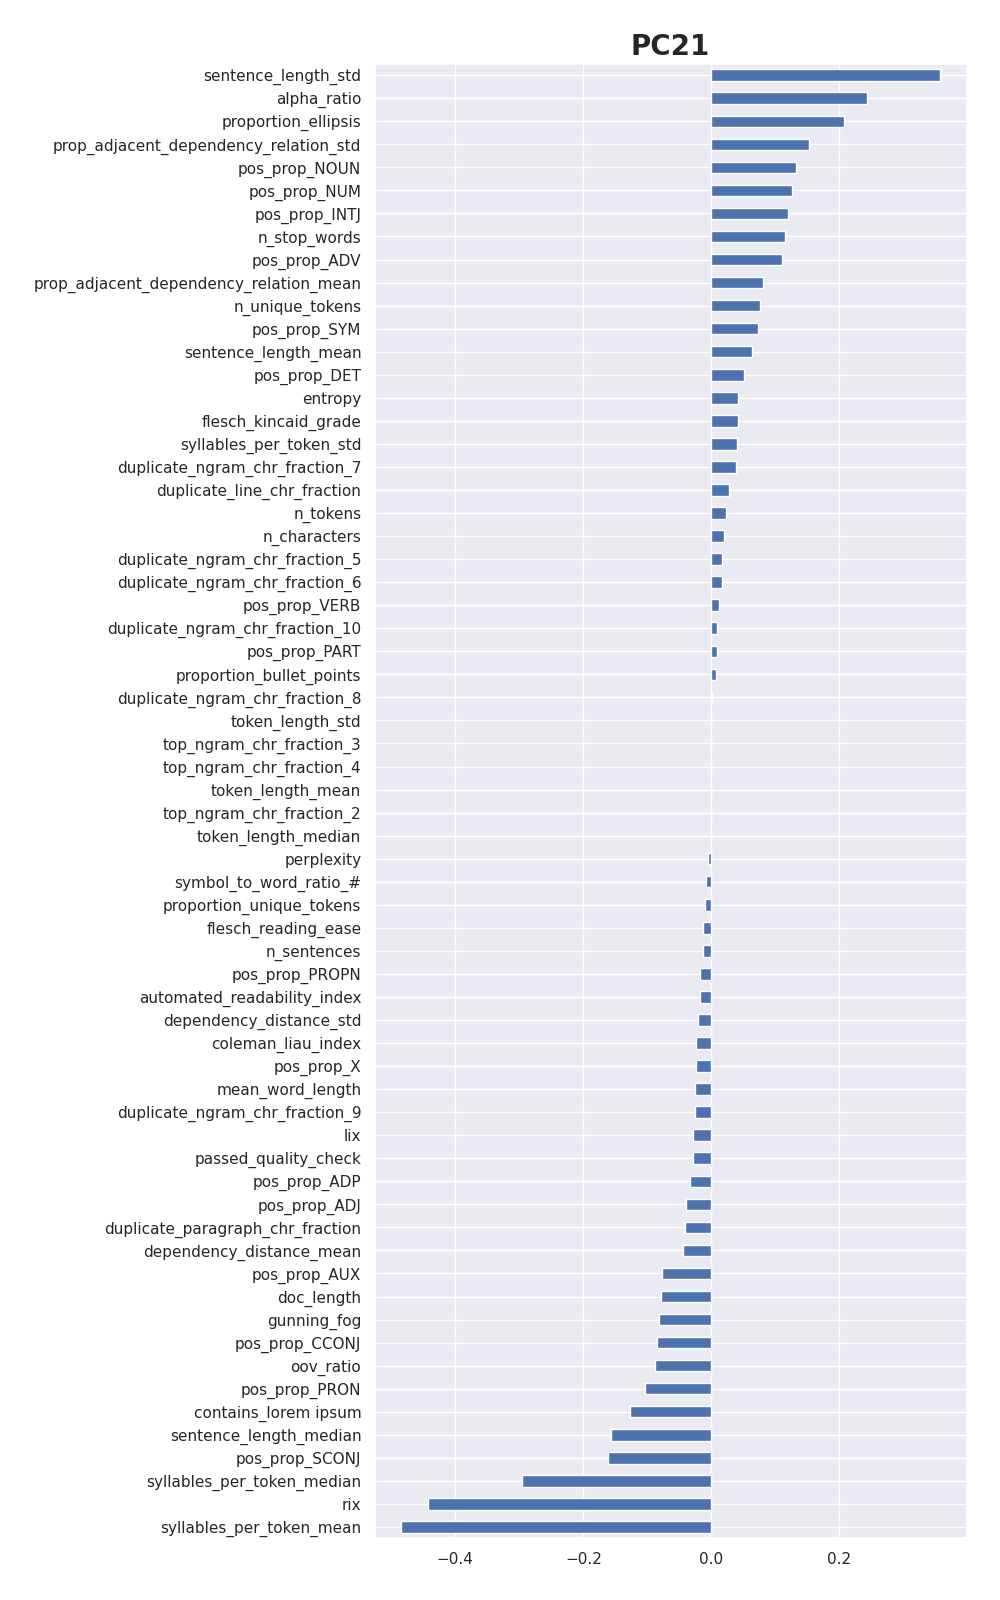 PC21
sentence_length_std
alpha_ratio
proportion_ellipsis
prop_adjacent_dependency_relation_std
pos_prop_NOUN
pos_prop_NUM
pos_prop_INTJ
n_stop_words
pos_prop_ADV
prop_adjacent_dependency_relation_mean
n_unique_tokens
pos_prop_SYM
sentence_length_mean
pos_prop_DET
entropy
flesch_kincaid_grade
syllables_per_token_std
duplicate_ngram_chr_fraction_7
duplicate_line_chr_fraction
n_tokens
n_characters
duplicate_ngram_chr_fraction_5
duplicate_ngram_chr_fraction_6
pos_prop_VERB
duplicate_ngram_chr_fraction_10
pos_prop_PART
proportion_bullet_points
duplicate_ngram_chr_fraction_8
token_length_std
top_ngram_chr_fraction_3
top_ngram_chr_fraction_4
token_length_mean
top_ngram_chr_fraction_2
token_length_median
perplexity
symbol_to_word_ratio_#
proportion_unique_tokens
flesch_reading_ease
n_sentences
pos_prop_PROPN
automated_readability_index
dependency_distance_std
coleman_liau_index
pos_prop_X
mean_word_length
duplicate_ngram_chr_fraction_9
lix
passed_quality_check
pos_prop_ADP
pos_prop_ADJ
duplicate_paragraph_chr_fraction
dependency_distance_mean
pos_prop_AUX
doc_length
gunning_fog
pos_prop_CCONJ
oov_ratio
pos_prop_PRON
contains_lorem ipsum
sentence_length_median
pos_prop_SCONJ
syllables_per_token_median
rix
syllables_per_token_mean
−0.4 −0.2 0.0 0.2